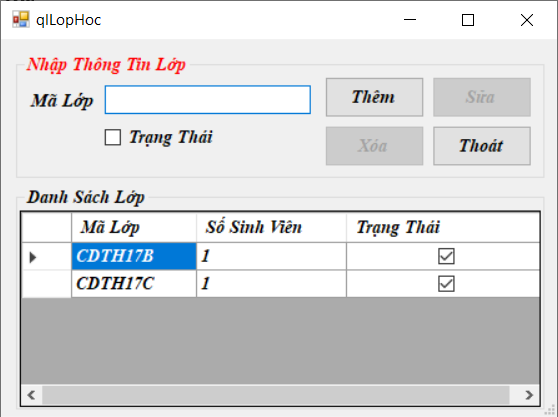 qlLopHoc
Nhập Thông Tin Lớp
Mã Lớp
Thêm
Sửa
Trạng Thái
Xóa
Thoát
Danh Sách Lớp
Mã Lớp Số Sinh Viên Trạng Thái
CDTH17B 1
CDTH17C 1